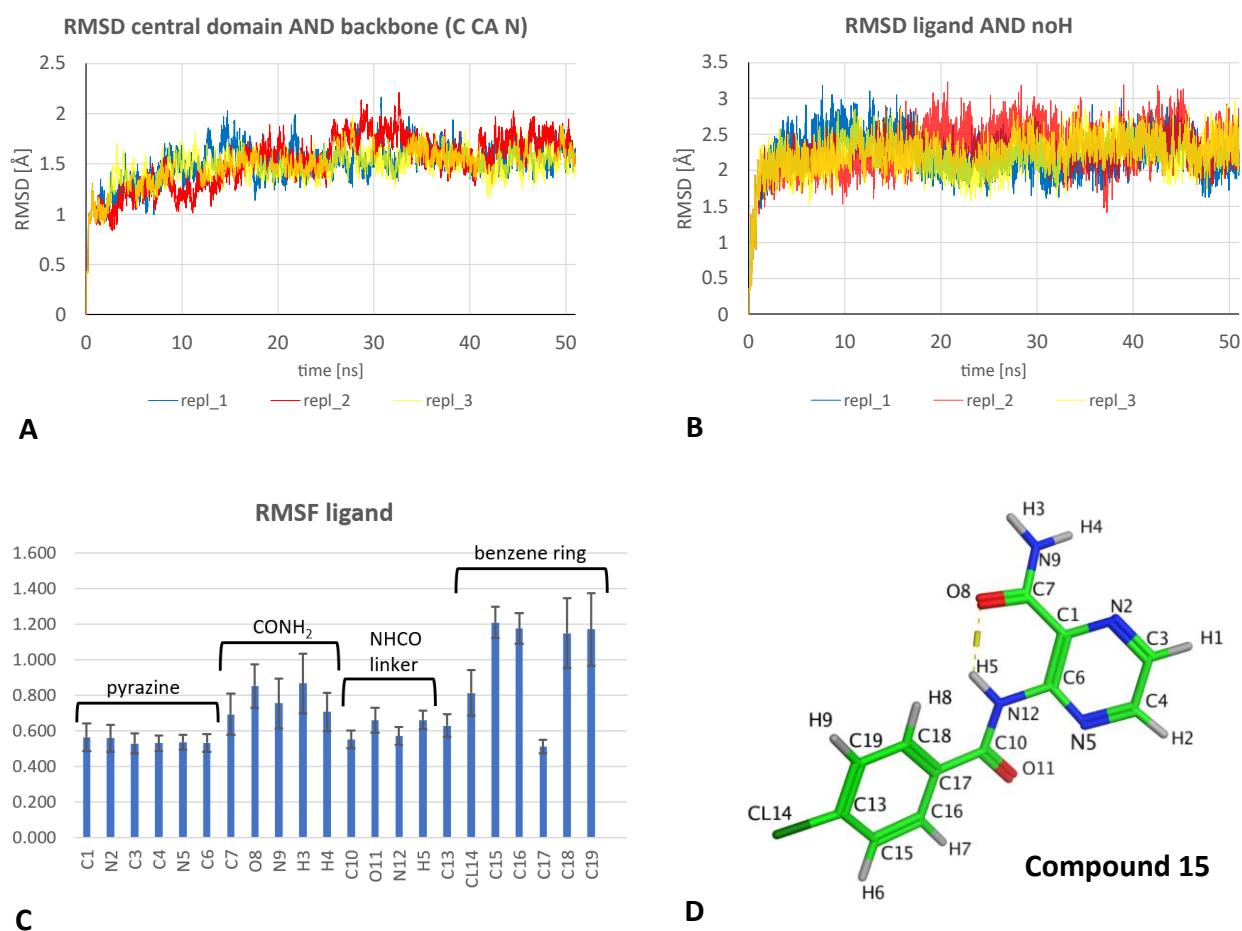 RMSD central domain AND backbone (C CA N)
RMSD [Å]
2.5
2
1.5
1
0.5
0
0 10 20 30 40 50
time [ns]
repl_1 repl_2 repl_3
A
RMSD ligand AND noH
RMSD [Å]
3.5
3
2.5
2
1.5
1
0.5
0
0 10 20 30 40 50
time [ns]
repl_1 repl_2 repl_3
B
RMSF ligand
1.600
1.400
1.200
1.000
0.800
0.600
0.400
0.200
0.000
pyrazine
CONH₂
NHCO
linker
benzene ring
C1 N2 C3 C4 N5 C6 C7 O8 N9 H3 H4 C10 O11 N12 H5 C13 CL14 C15 C16 C17 C18 C19
C
H3
H4
N9
O8
C7
N2
C1
C3
H1
H5
C6
C4
H8
N12
N5
H2
H9
C18
C10
C19
O11
C17
CL14
C13
C16
C15
H7
H6
Compound 15
D